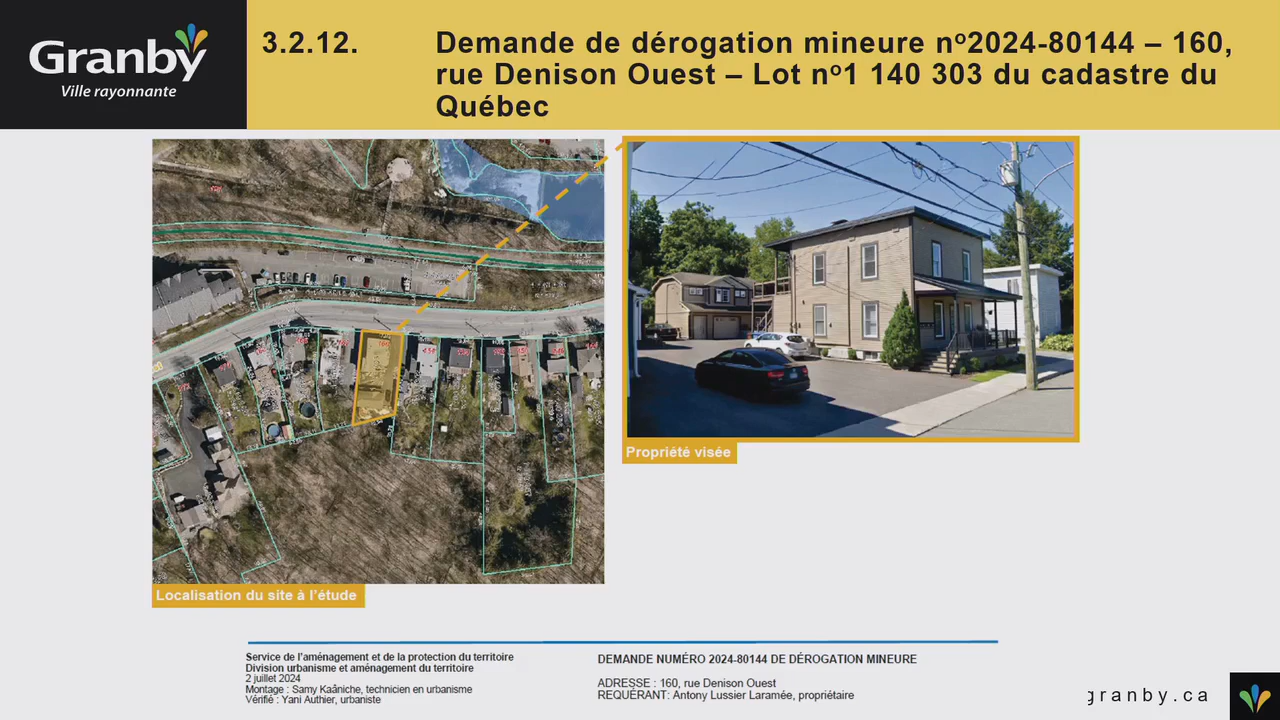 Granby
Ville rayonnante
3.2.12.
Demande de dérogation mineure nº2024-80144 – 160,
rue Denison Ouest – Lot nº1 140 303 du cadastre du
Québec
Propriété visée
Localisation du site à l’étude
Service de l'aménagement et de la protection du territoire
Division urbanisme et aménagement du territoire
2 juillet 2024
Montage : Samy Kaâniche, technicien en urbanisme
Vérifié : Yani Authier, urbaniste
DEMANDE NUMÉRO 2024-80144 DE DÉROGATION MINEURE
ADRESSE : 160, rue Denison Ouest
REQUÉRANT: Antony Lussier Laramée, propriétaire
granby.ca